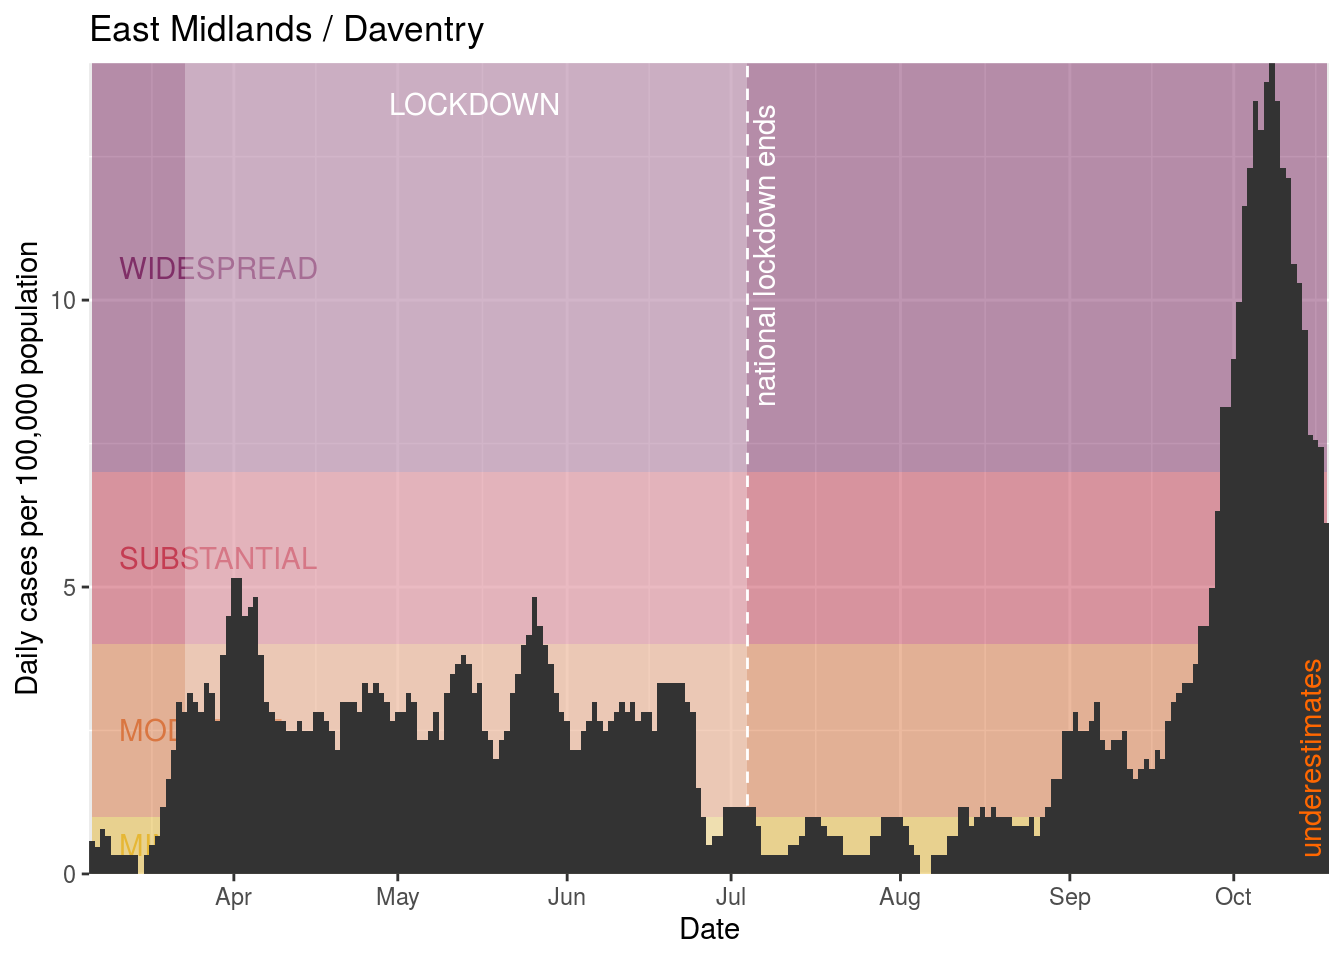 East Midlands / Daventry
LOCKDOWN
national lockdown ends
WIDESPREAD
SUBSTANTIAL
underestimates
Daily cases per 100,000 population
10
5
0
Apr
May
Jun
Jul
Aug
Sep
Oct
Date